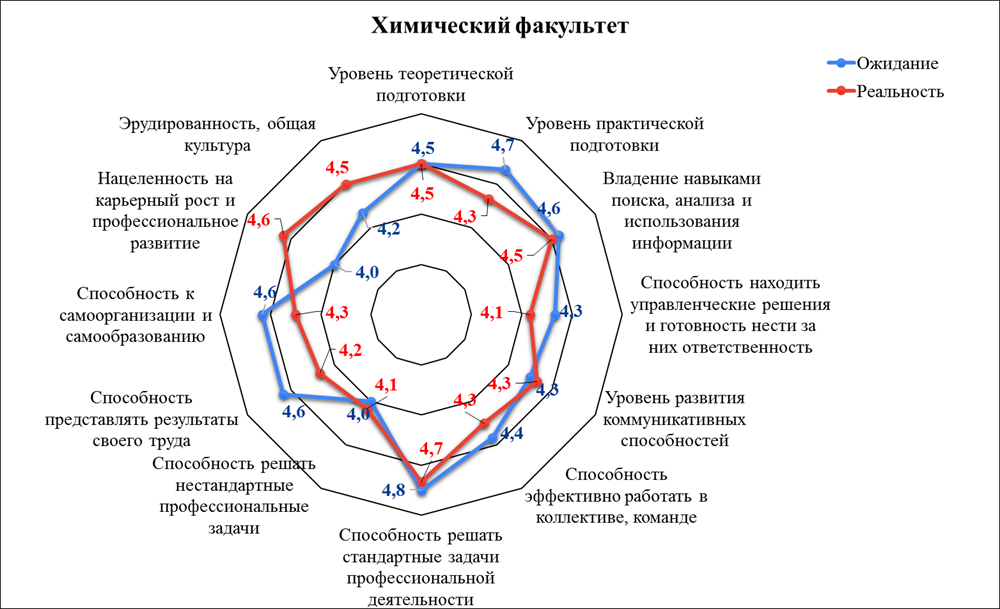 Химический факультет
Ожидание
Реальность
Уровень теоретической
подготовки
Уровень практической
подготовки
Владение навыками
поиска, анализа и
использования
информации
Способность находить
управленческие решения
и готовность нести за
них ответственность
Уровень развития
коммуникативных
способностей
Способность
эффективно работать в
коллективе, команде
Способность решать
стандартные задачи
профессиональной
деятельности
Способность решать
нестандартные
профессиональные
задачи
Способность
представлять результаты
своего труда
Способность к
самоорганизации и
самообразованию
Нацеленность на
карьерный рост и
профессиональное
развитие
Эрудированность, общая
культура
4,5
4,7
4,6
4,3
4,3
4,4
4,8
4,0
4,6
4,6
4,0
4,2
4,5
4,3
4,5
4,1
4,3
4,3
4,7
4,1
4,2
4,3
4,6
4,5